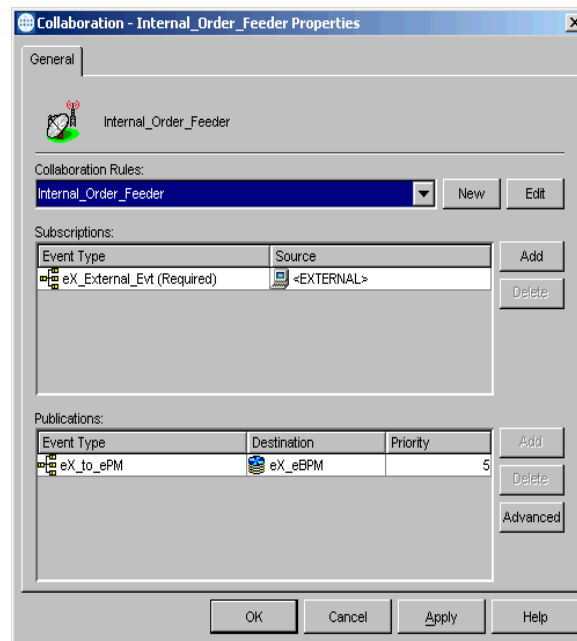 Collaboration - Internal_Order_Feeder Properties
General
Internal_Order_Feeder
Collaboration Rules:
Internal_Order_Feeder
New
Edit
Subscriptions:
Event Type Source
eX_External_Evt (Required) <EXTERNAL>
Add
Delete
Publications:
Event Type Destination Priority
eX_to_ePM eX_eBPM 5
Add
Delete
Advanced
OK Cancel Apply Help